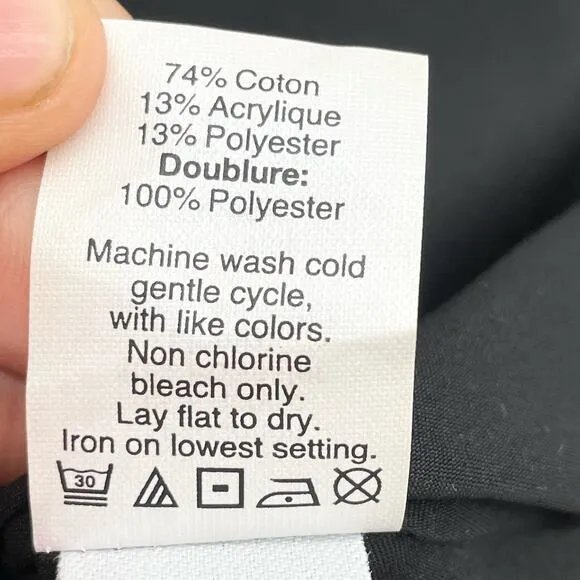 74% Coton
13% Acrylique
13% Polyester
Doublure:
100% Polyester
Machine wash cold
gentle cycle,
with like colors.
Non chlorine
bleach only.
Lay flat to dry.
Iron on lowest setting.
30